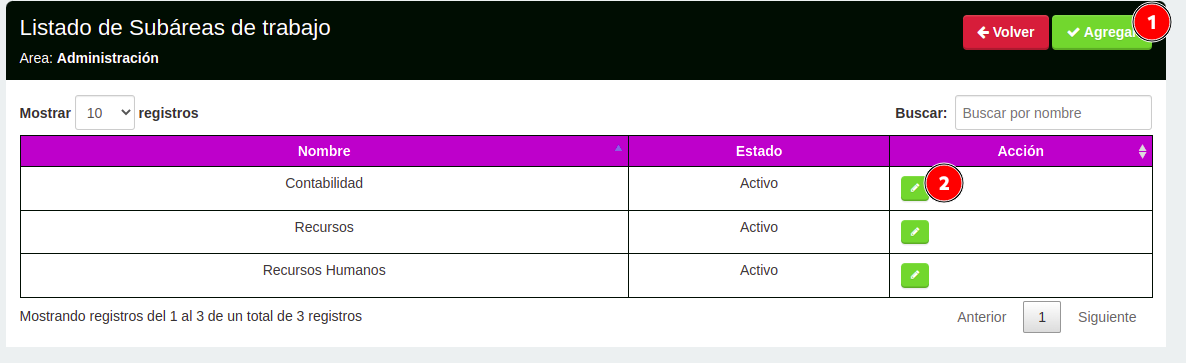 Listado de Subáreas de trabajo
Area: Administración
Volver
Agrega
1
Mostrar 10 registros
Buscar: Buscar por nombre
Nombre Estado Acción
Contabilidad Activo
2
Recursos Activo
Recursos Humanos Activo
Mostrando registros del 1 al 3 de un total de 3 registros
Anterior 1 Siguiente